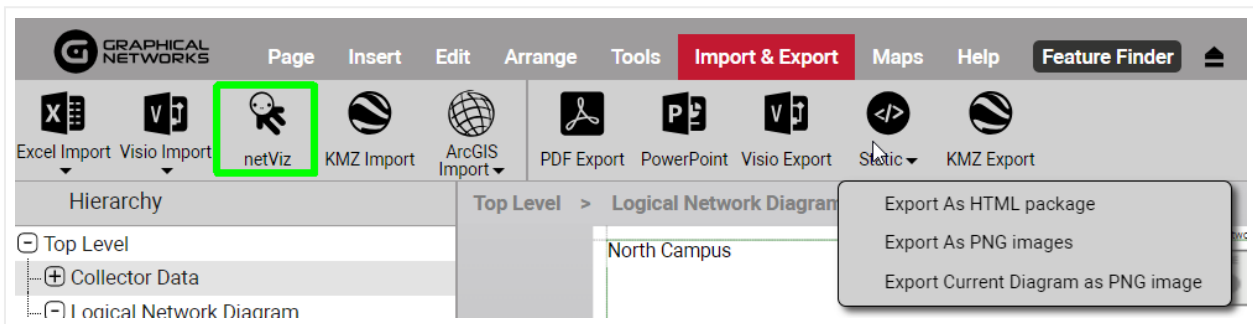 GRAPHICAL
NETWORKS
Page Insert Edit Arrange Tools Import & Export Maps Help Feature Finder
Excel Import Visio Import netViz KMZ Import ArcGIS Import PDF Export PowerPoint Visio Export Static KMZ Export
Hierarchy
Top Level > Logical Network Diagram
Export As HTML package
Export As PNG images
Export Current Diagram as PNG image
Top Level
Collector Data
Logical Network Diagram
North Campus